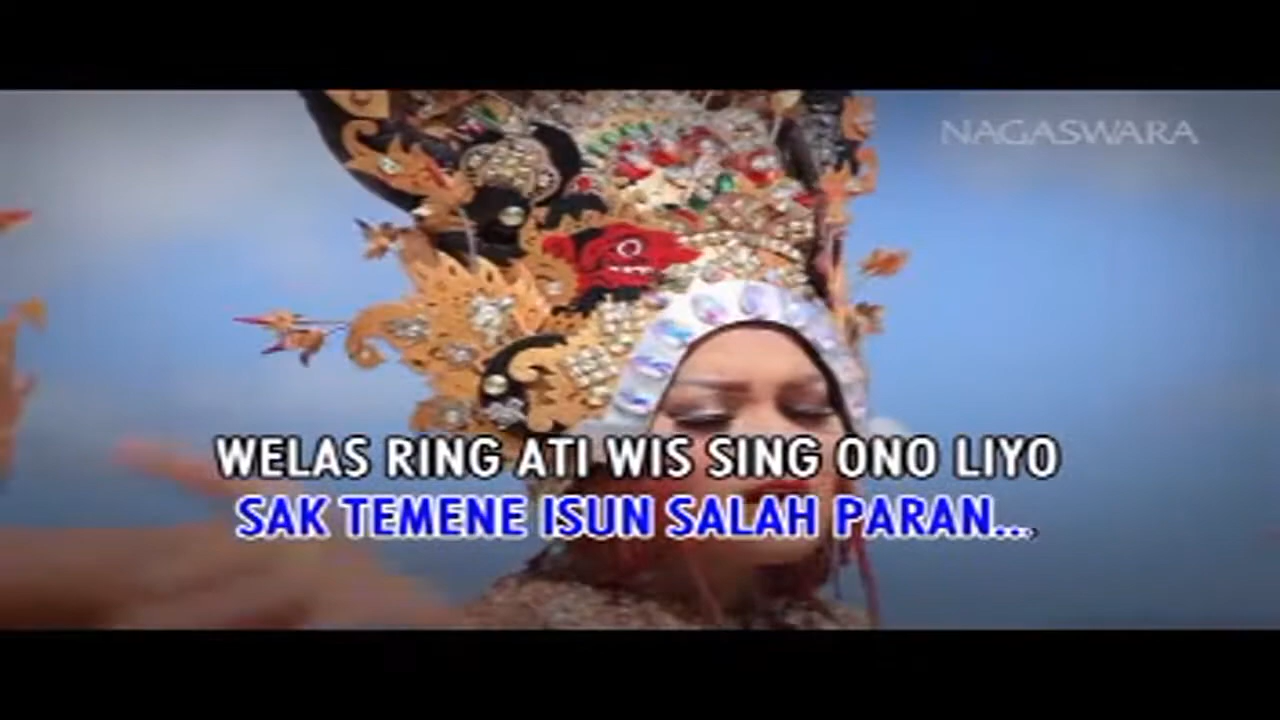 NAGASWARA
WELAS RING ATI WIS SING ONO LIYO
SAK TEMENE ISUN SALAH PARAN...